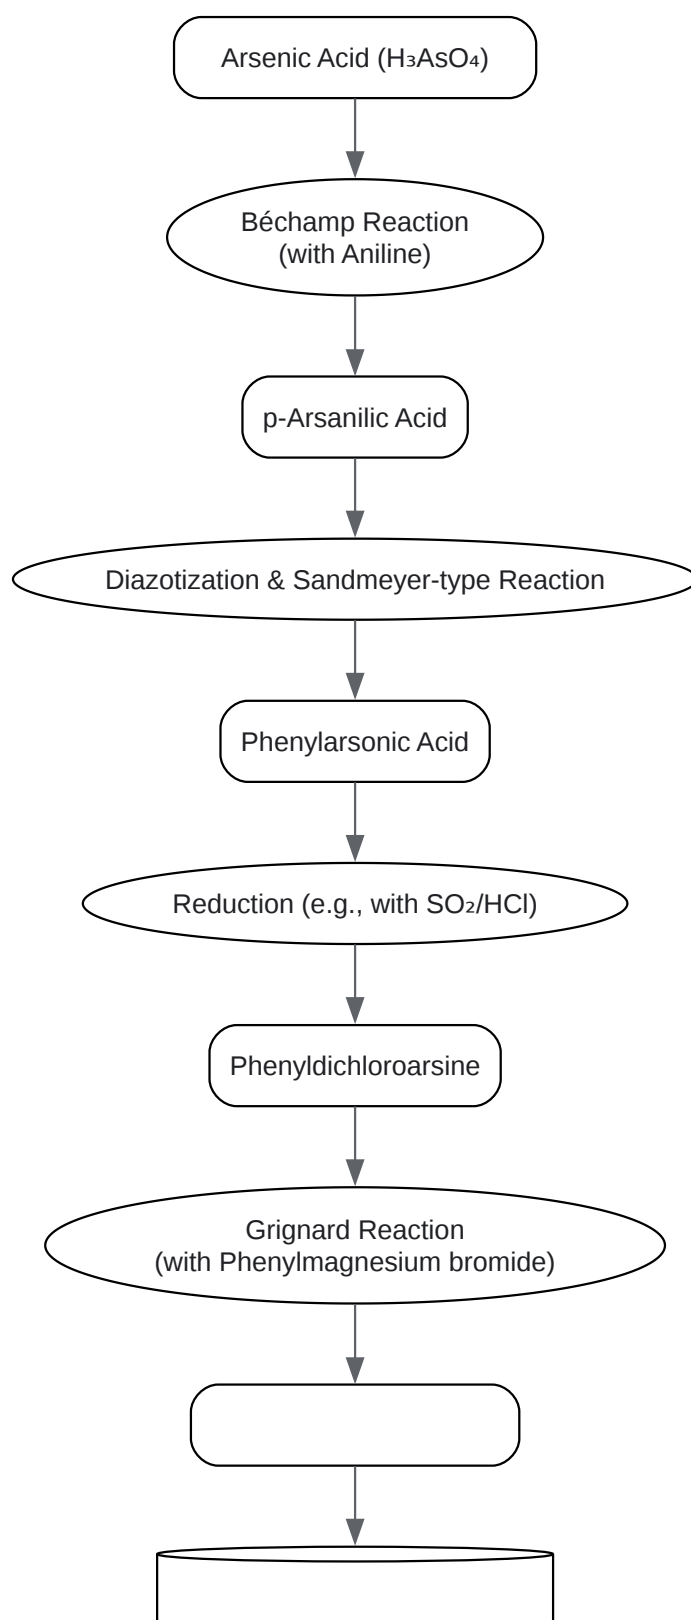 Arsenic Acid (H₃AsO₄)
Béchamp Reaction
(with Aniline)
p-Arsanilic Acid
Diazotization & Sandmeyer-type Reaction
Phenylarsonic Acid
Reduction (e.g., with SO₂/HCl)
Phenyldichloroarsine
Grignard Reaction
(with Phenylmagnesium bromide)